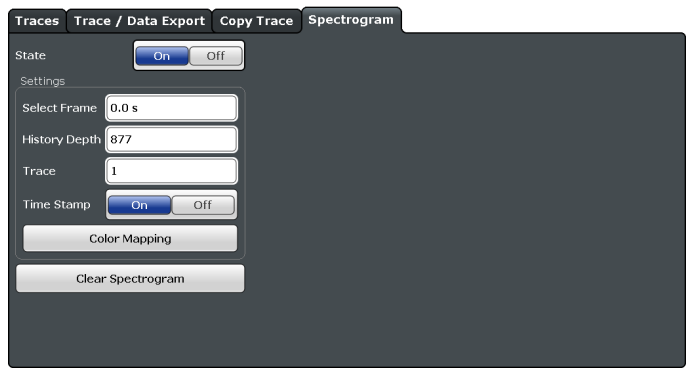 Traces Trace / Data Export Copy Trace Spectrogram
State On Off
Settings
Select Frame 0.0 s
History Depth 877
Trace 1
Time Stamp On Off
Color Mapping
Clear Spectrogram